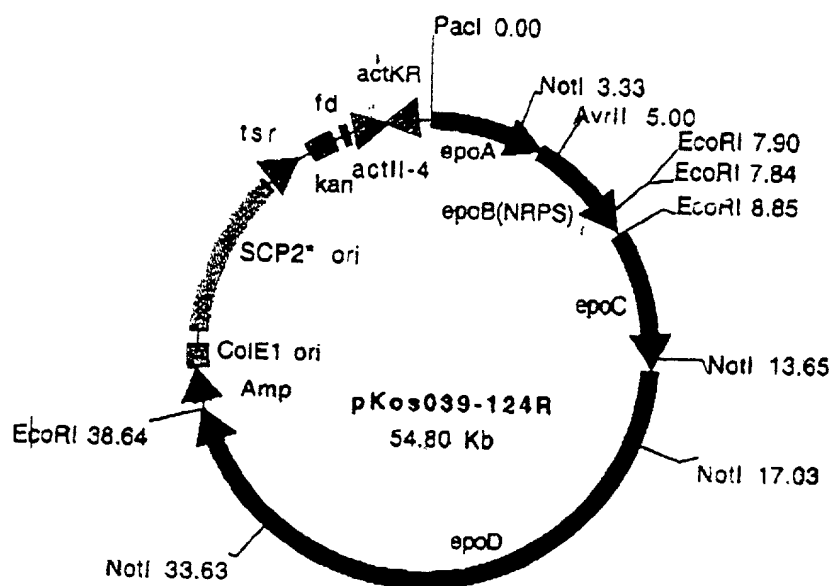 PacI 0.00
actKR
NotI 3.33
fd
AvrII 5.00
tsr
EcoRI 7.90
epoA
kan
actII-4
EcoRI 7.84
epoB(NRPS)
EcoRI 8.85
SCP2* ori
epoC
ColE1 ori
NotI 13.65
Amp
pKos039-124R
EcoRI 38.64
54.80 Kb
NotI 17.03
epoD
NotI 33.63